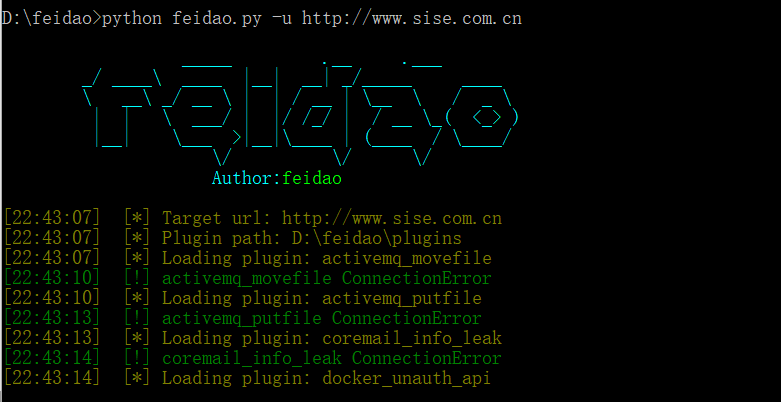 D:\feidao>python feidao.py -u http://www.sise.com.cn
feidao
Author:feidao
[22:43:07] [*] Target url: http://www.sise.com.cn
[22:43:07] [*] Plugin path: D:\feidao\plugins
[22:43:07] [*] Loading plugin: activemq_movefile
[22:43:10] [!] activemq_movefile ConnectionError
[22:43:10] [*] Loading plugin: activemq_putfile
[22:43:13] [!] activemq_putfile ConnectionError
[22:43:13] [*] Loading plugin: coremail_info_leak
[22:43:14] [!] coremail_info_leak ConnectionError
[22:43:14] [*] Loading plugin: docker_unauth_api